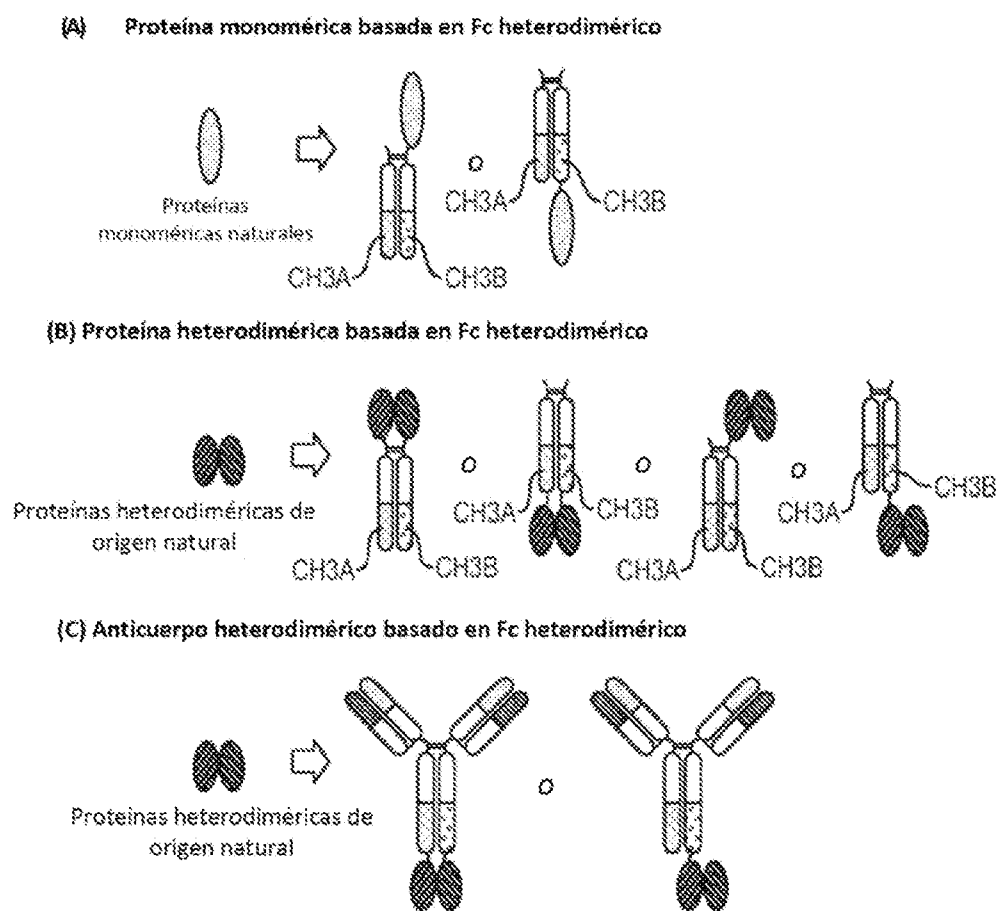 (A) Proteína monomérica basada en Fc heterodimérico
Proteínas
monoméricas naturales
o
CH3A
CH3B
CH3A
CH3B
(B) Proteína heterodimérica basada en Fc heterodimérico
Proteínas heterodiméricas de
origen natural
o
o
o
CH3A
CH3B
CH3A
CH3B
CH3A
CH3B
CH3A
CH3B
(C) Anticuerpo heterodimérico basado en Fc heterodimérico
Proteínas heterodiméricas de
origen natural
o